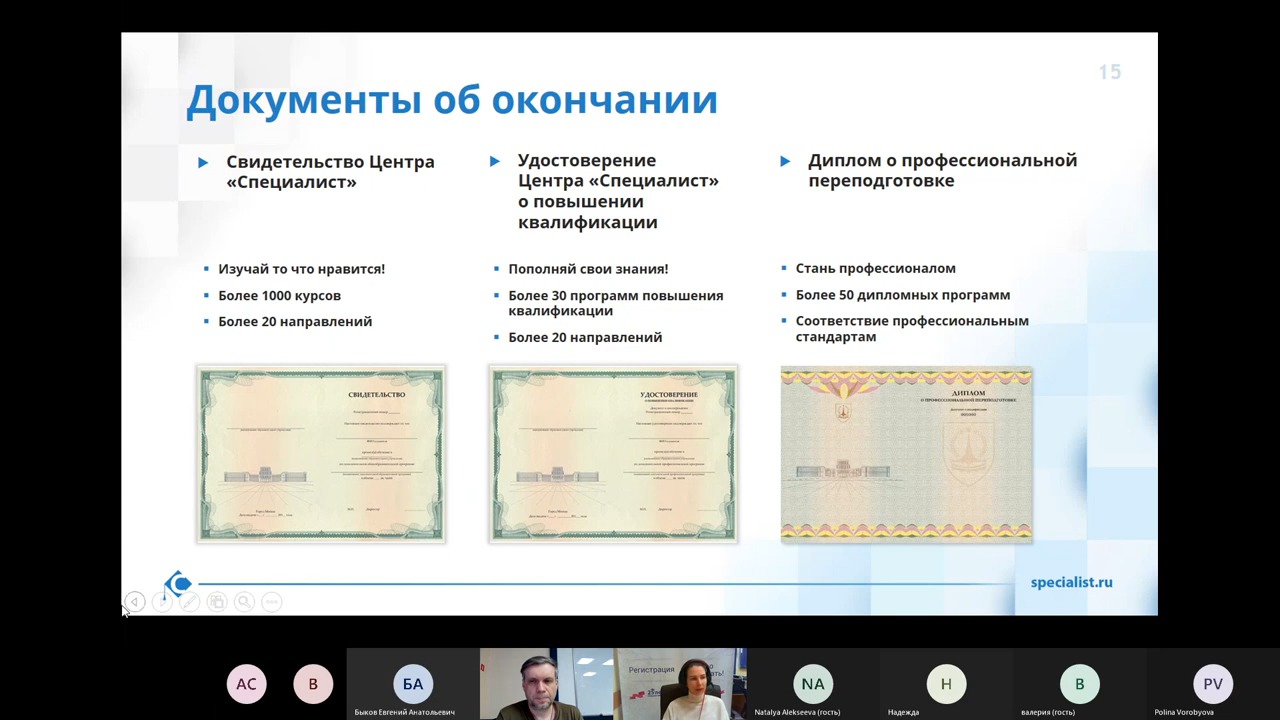 15
Документы об окончании
Свидетельство Центра
«Специалист»
Изучай то что нравится!
Более 1000 курсов
Более 20 направлений
СВИДЕТЕЛЬСТВО
Удостоверение
Центра «Специалист»
о повышении
квалификации
Пополняй свои знания!
Более 30 программ повышения
квалификации
Более 20 направлений
УДОСТОВЕРЕНИЕ
Диплом о профессиональной
переподготовке
Стань профессионалом
Более 50 дипломных программ
Соответствие профессиональным
стандартам
ДИПЛОМ
О ПРОФЕССИОНАЛЬНОЙ ПЕРЕПОДГОТОВКЕ
specialist.ru
АС
В
БА
Быков Евгений Анатольевич
Регистрация
NA
Natalya Alekseeva (гость)
Н
Надежда
В
валерия (гость)
PV
Polina Vorobyova